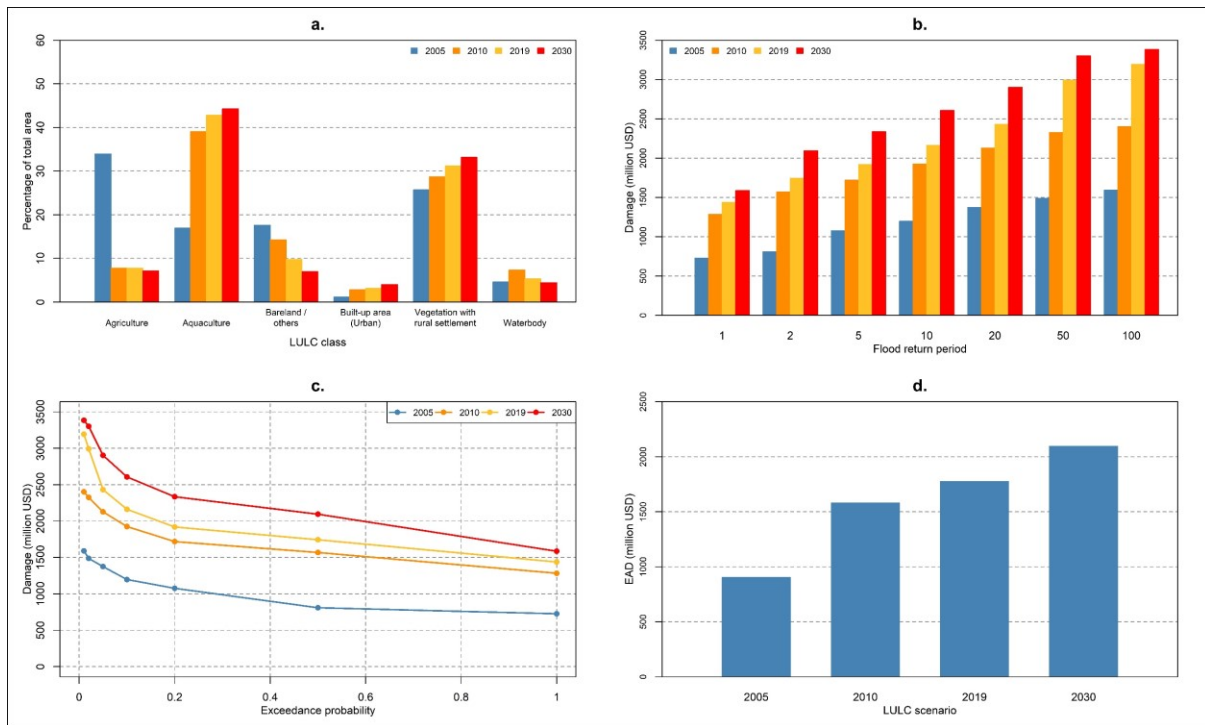 a.
2005 2010 2019 2030
Percentage of total area
60
50
40
30
20
10
0
Agriculture
Aquaculture
Bareland /
others
Built-up area
(Urban)
Vegetation with
rural settlement
Waterbody
LULC class
b.
2005 2010 2019 2030
Damage (million USD)
3500
3000
2500
2000
1500
1000
500
0
1 2 5 10 20 50 100
Flood return period
c.
2005 2010 2019 2030
Damage (million USD)
3500
3000
2500
2000
1500
1000
500
0
0 0.2 0.4 0.6 0.8 1
Exceedance probability
d.
EAD (million USD)
2500
2000
1500
1000
500
0
2005 2010 2019 2030
LULC scenario